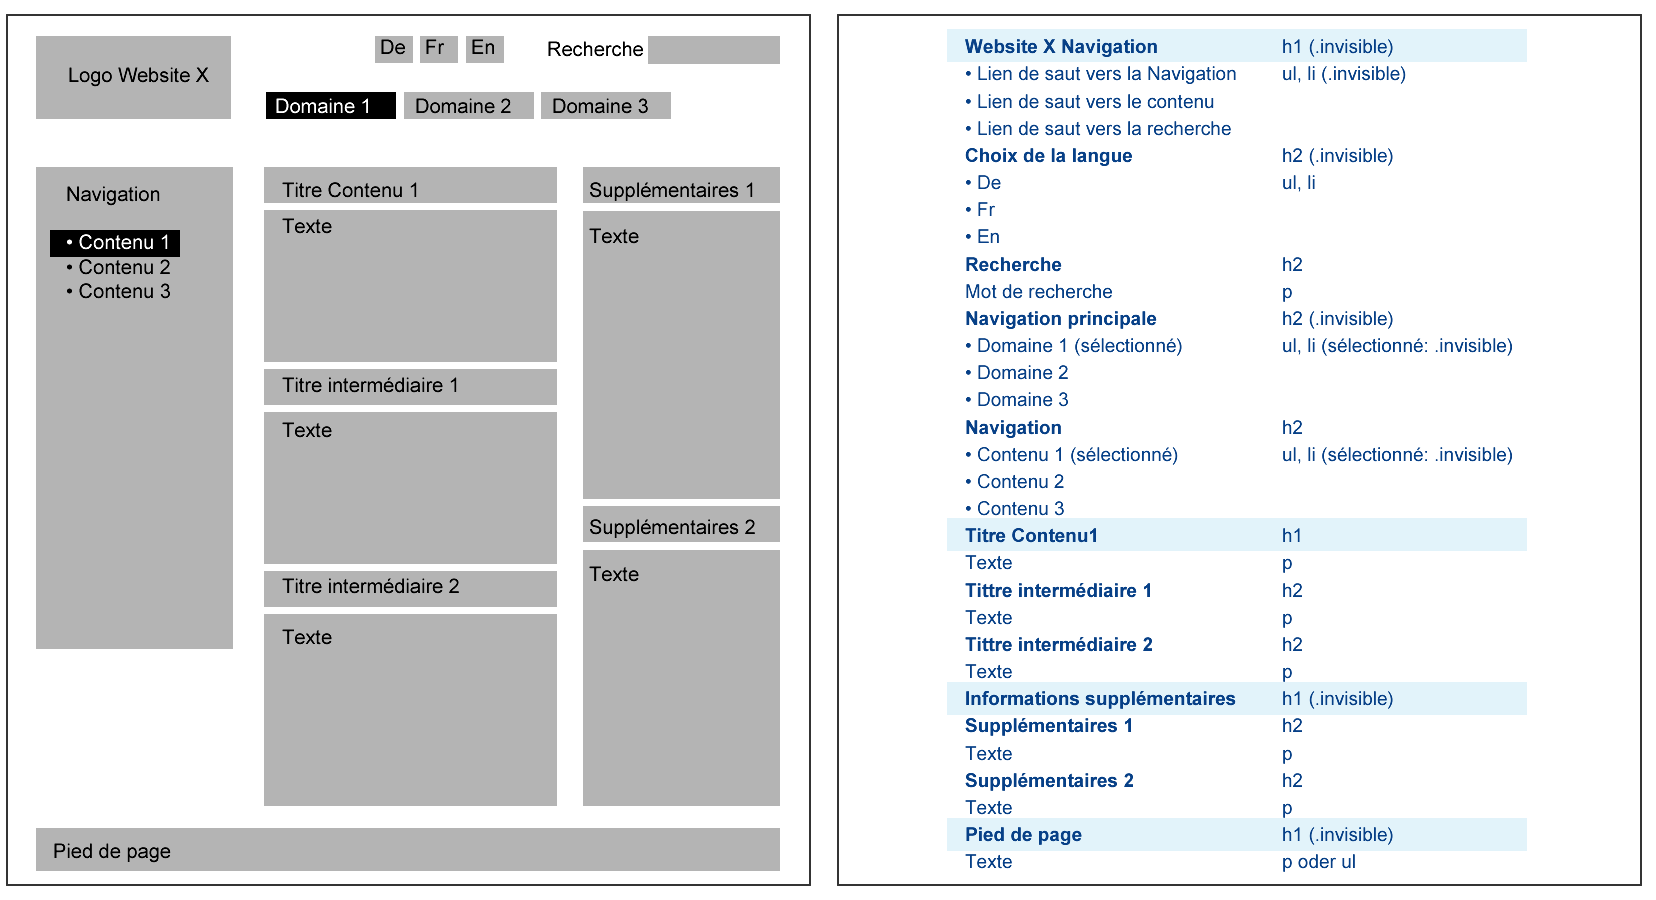 Logo Website X
De Fr En Recherche
Domaine 1 Domaine 2 Domaine 3
Navigation
• Contenu 1
• Contenu 2
• Contenu 3
Titre Contenu 1
Texte
Titre intermédiaire 1
Texte
Titre intermédiaire 2
Texte
Supplémentaires 1
Texte
Supplémentaires 2
Texte
Pied de page
Website X Navigation h1 (.invisible)
• Lien de saut vers la Navigation ul, li (.invisible)
• Lien de saut vers le contenu
• Lien de saut vers la recherche
Choix de la langue h2 (.invisible)
• De ul, li
• Fr
• En
Recherche h2
Mot de recherche p
Navigation principale h2 (.invisible)
• Domaine 1 (sélectionné) ul, li (sélectionné: .invisible)
• Domaine 2
• Domaine 3
Navigation h2
• Contenu 1 (sélectionné) ul, li (sélectionné: .invisible)
• Contenu 2
• Contenu 3
Titre Contenu1 h1
Texte p
Tittre intermédiaire 1 h2
Texte p
Tittre intermédiaire 2 h2
Texte p
Informations supplémentaires h1 (.invisible)
Supplémentaires 1 h2
Texte p
Supplémentaires 2 h2
Texte p
Pied de page h1 (.invisible)
Texte p oder ul